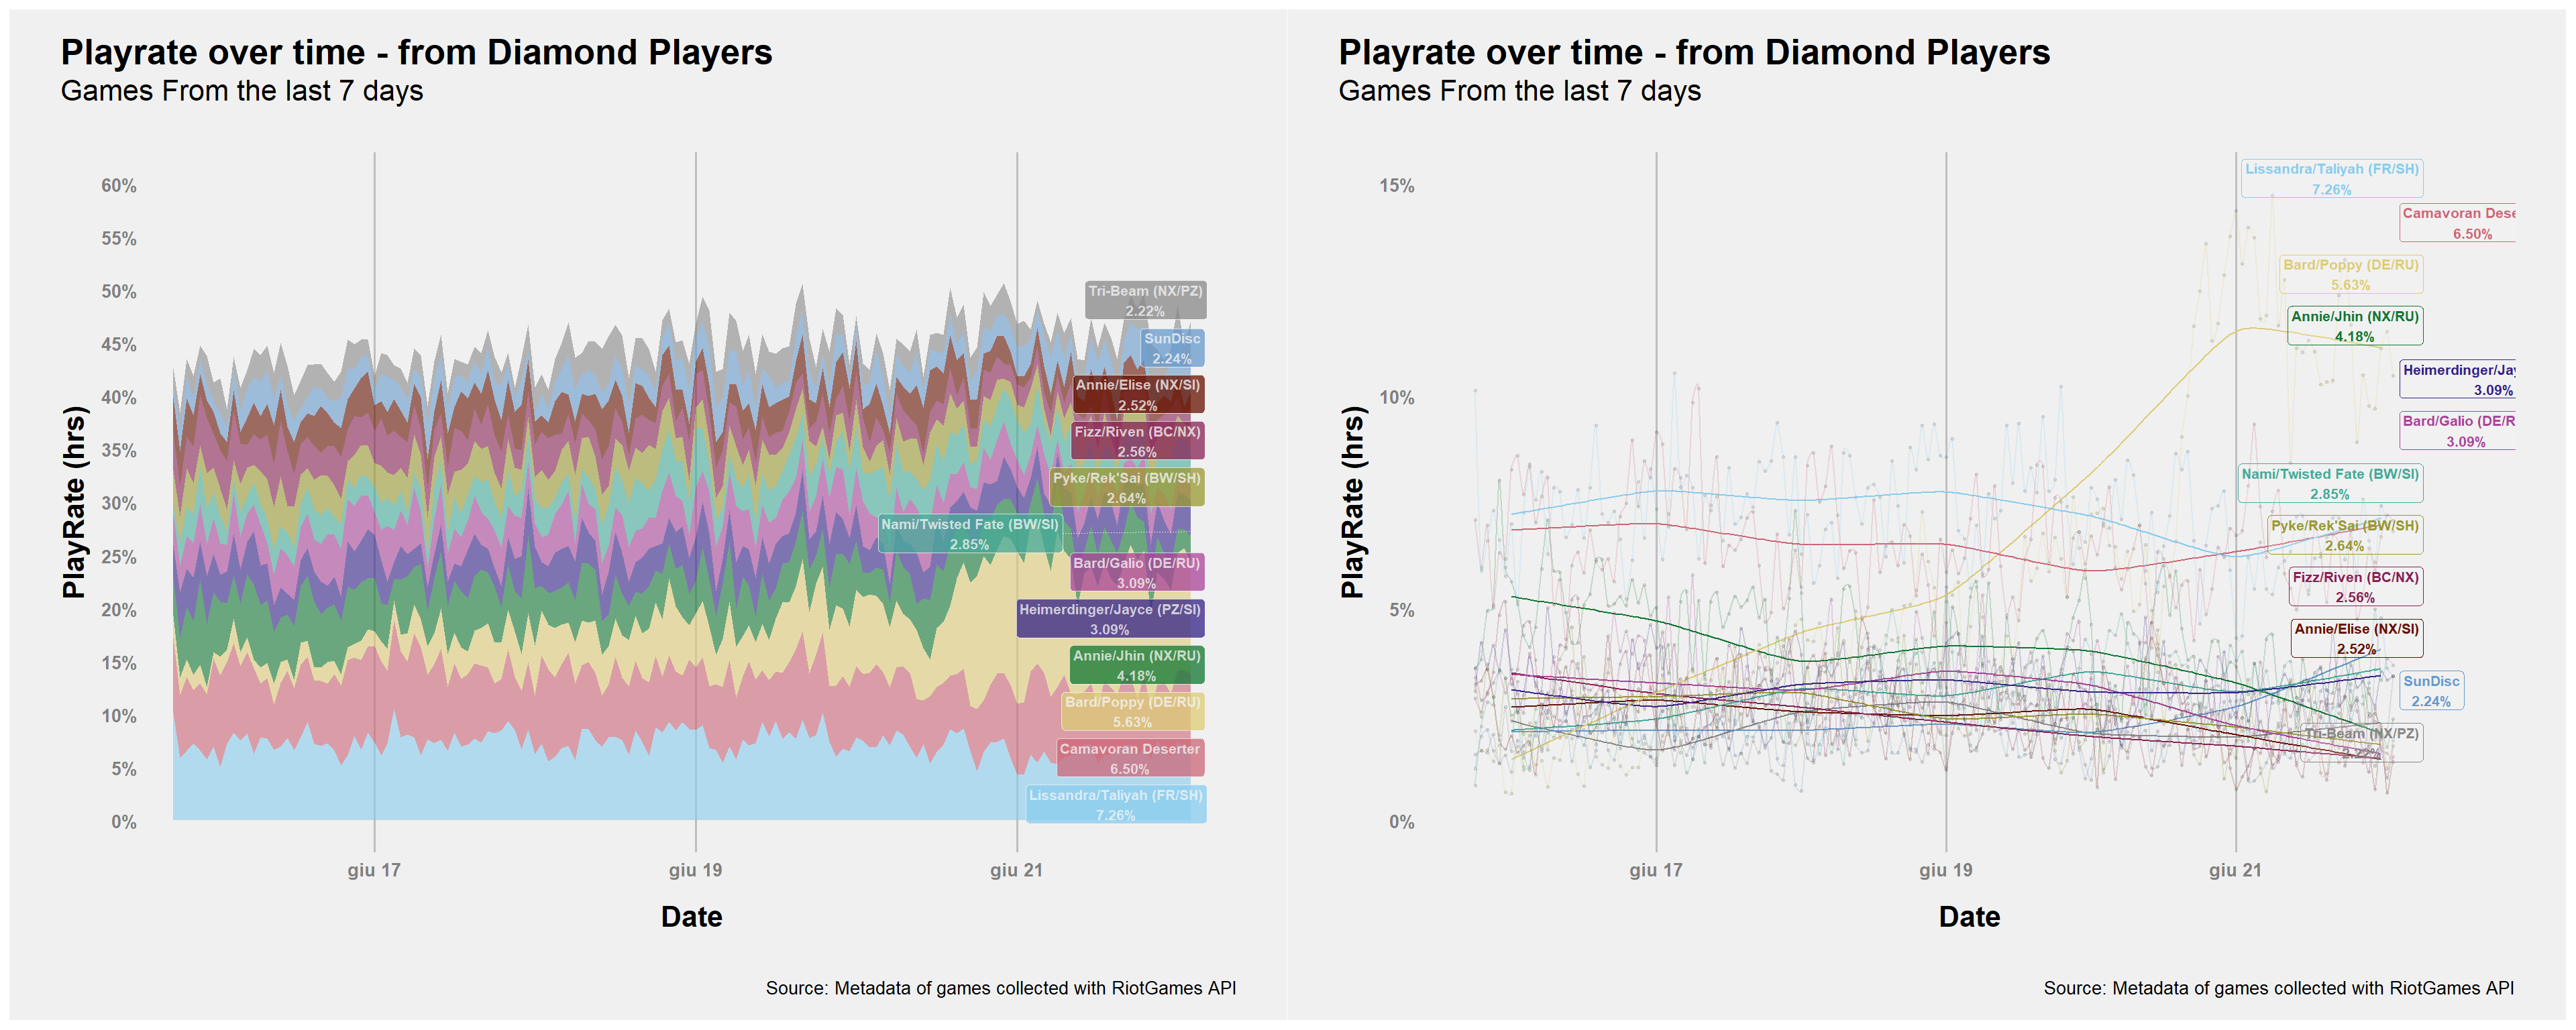 Playrate over time - from Diamond Players
Games From the last 7 days
PlayRate (hrs)
60%
55%
50%
45%
40%
35%
30%
25%
20%
15%
10%
5%
0%
Tri-Beam (NX/PZ)
2.22%
SunDisc
2.24%
Annie/Elise (NX/SI)
2.52%
Fizz/Riven (BC/NX)
2.56%
Pyke/Rek'Sai (BW/SH)
2.64%
Nami/Twisted Fate (BW/SI)
2.85%
Bard/Galio (DE/RU)
3.09%
Heimerdinger/Jayce (PZ/SI)
3.09%
Annie/Jhin (NX/RU)
4.18%
Bard/Poppy (DE/RU)
5.63%
Camavoran Deserter
6.50%
Lissandra/Taliyah (FR/SH)
7.26%
giu 17
giu 19
giu 21
Date
Source: Metadata of games collected with RiotGames API
Playrate over time - from Diamond Players
Games From the last 7 days
PlayRate (hrs)
15%
10%
5%
0%
Lissandra/Taliyah (FR/SH)
7.26%
Camavoran Dese
6.50%
Bard/Poppy (DE/RU)
5.63%
Annie/Jhin (NX/RU)
4.18%
Heimerdinger/Jay
3.09%
Bard/Galio (DE/R
3.09%
Nami/Twisted Fate (BW/SI)
2.85%
Pyke/Rek'Sai (BW/SH)
2.64%
Fizz/Riven (BC/NX)
2.56%
Annie/Elise (NX/SI)
2.52%
SunDisc
2.24%
Tri-Beam (NX/PZ)
2.22%
giu 17
giu 19
giu 21
Date
Source: Metadata of games collected with RiotGames API